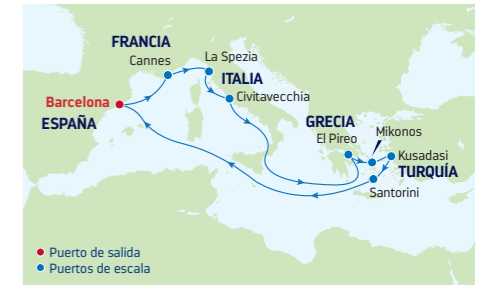 FRANCIA
Cannes
La Spezia
ITALIA
Civitavecchia
Barcelona
ESPAÑA
GRECIA
El Pireo
Mikonos
Kusadasi
TURQUÍA
Santorini
Puerto de salida
Puertos de escala